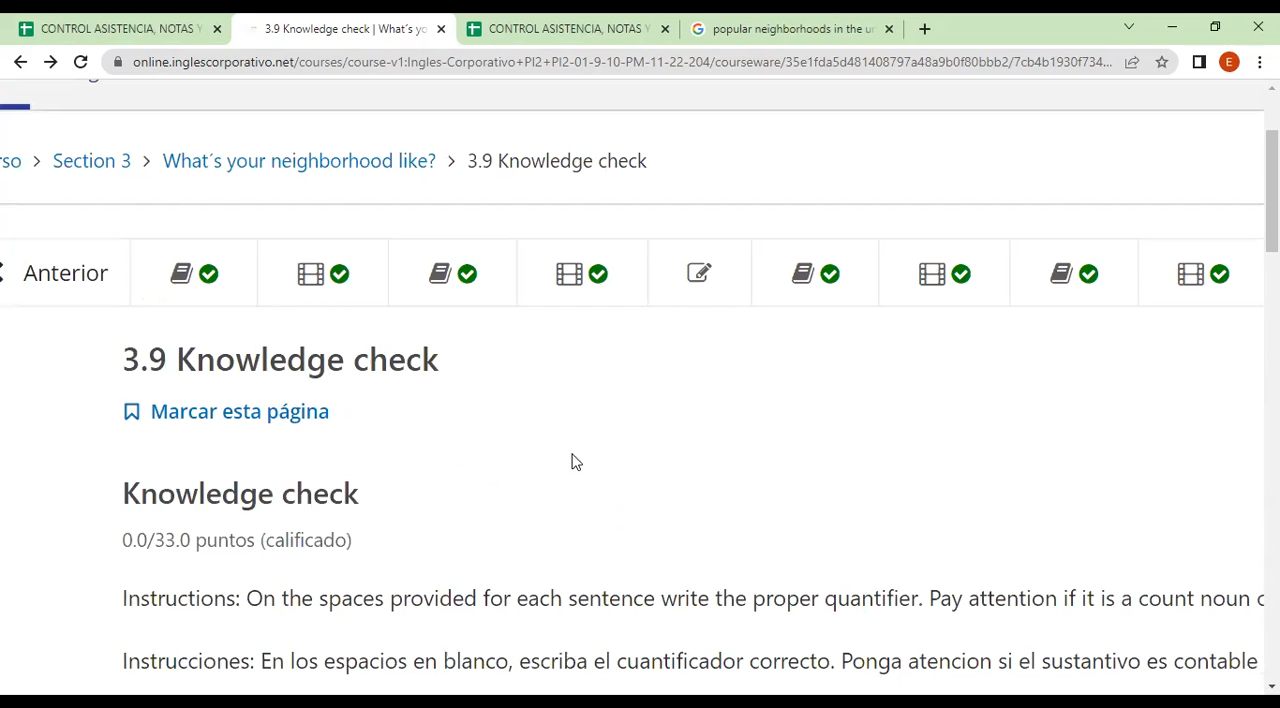 CONTROL ASISTENCIA, NOTAS Y
3.9 Knowledge check | What´s yo
CONTROL ASISTENCIA, NOTAS Y
popular neighborhoods in the ur
online.inglescorporativo.net/courses/course-v1:Ingles-Corporativo+PI2+PI2-01-9-10-PM-11-22-204/courseware/35e1fda5d481408797a48a9b0f80bbb2/7cb4b1930f734...
E
rso > Section 3 > What´s your neighborhood like? > 3.9 Knowledge check
Anterior
3.9 Knowledge check
Marcar esta página
Knowledge check
0.0/33.0 puntos (calificado)
Instructions: On the spaces provided for each sentence write the proper quantifier. Pay attention if it is a count noun o
Instrucciones: En los espacios en blanco, escriba el cuantificador correcto. Ponga atencion si el sustantivo es contable